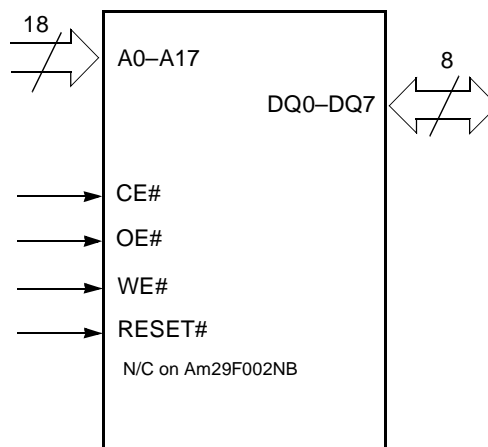 18
A0–A17
8
DQ0–DQ7
CE#
OE#
WE#
RESET#
N/C on Am29F002NB